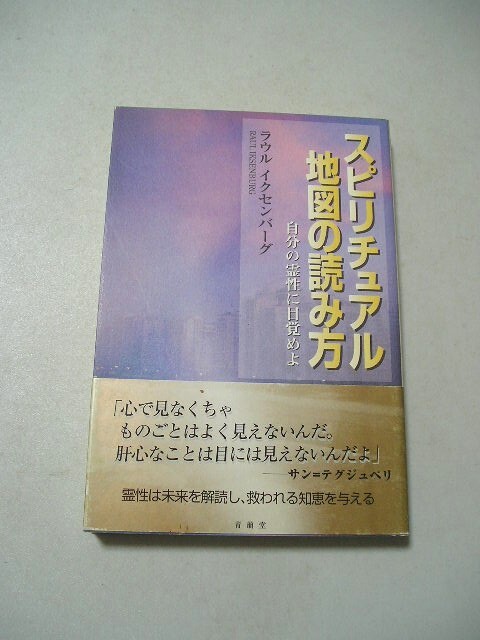 スピリチュアル
地図の読み方
自分の霊性に目覚めよ
ラウル イクセンバーグ
RAUL IKSENBURG
「心で見なくちゃ
ものごとはよく見えないんだ。
肝心なことは目には見えないんだよ」
──サン=テグジュペリ
霊性は未来を解読し、救われる知恵を与える